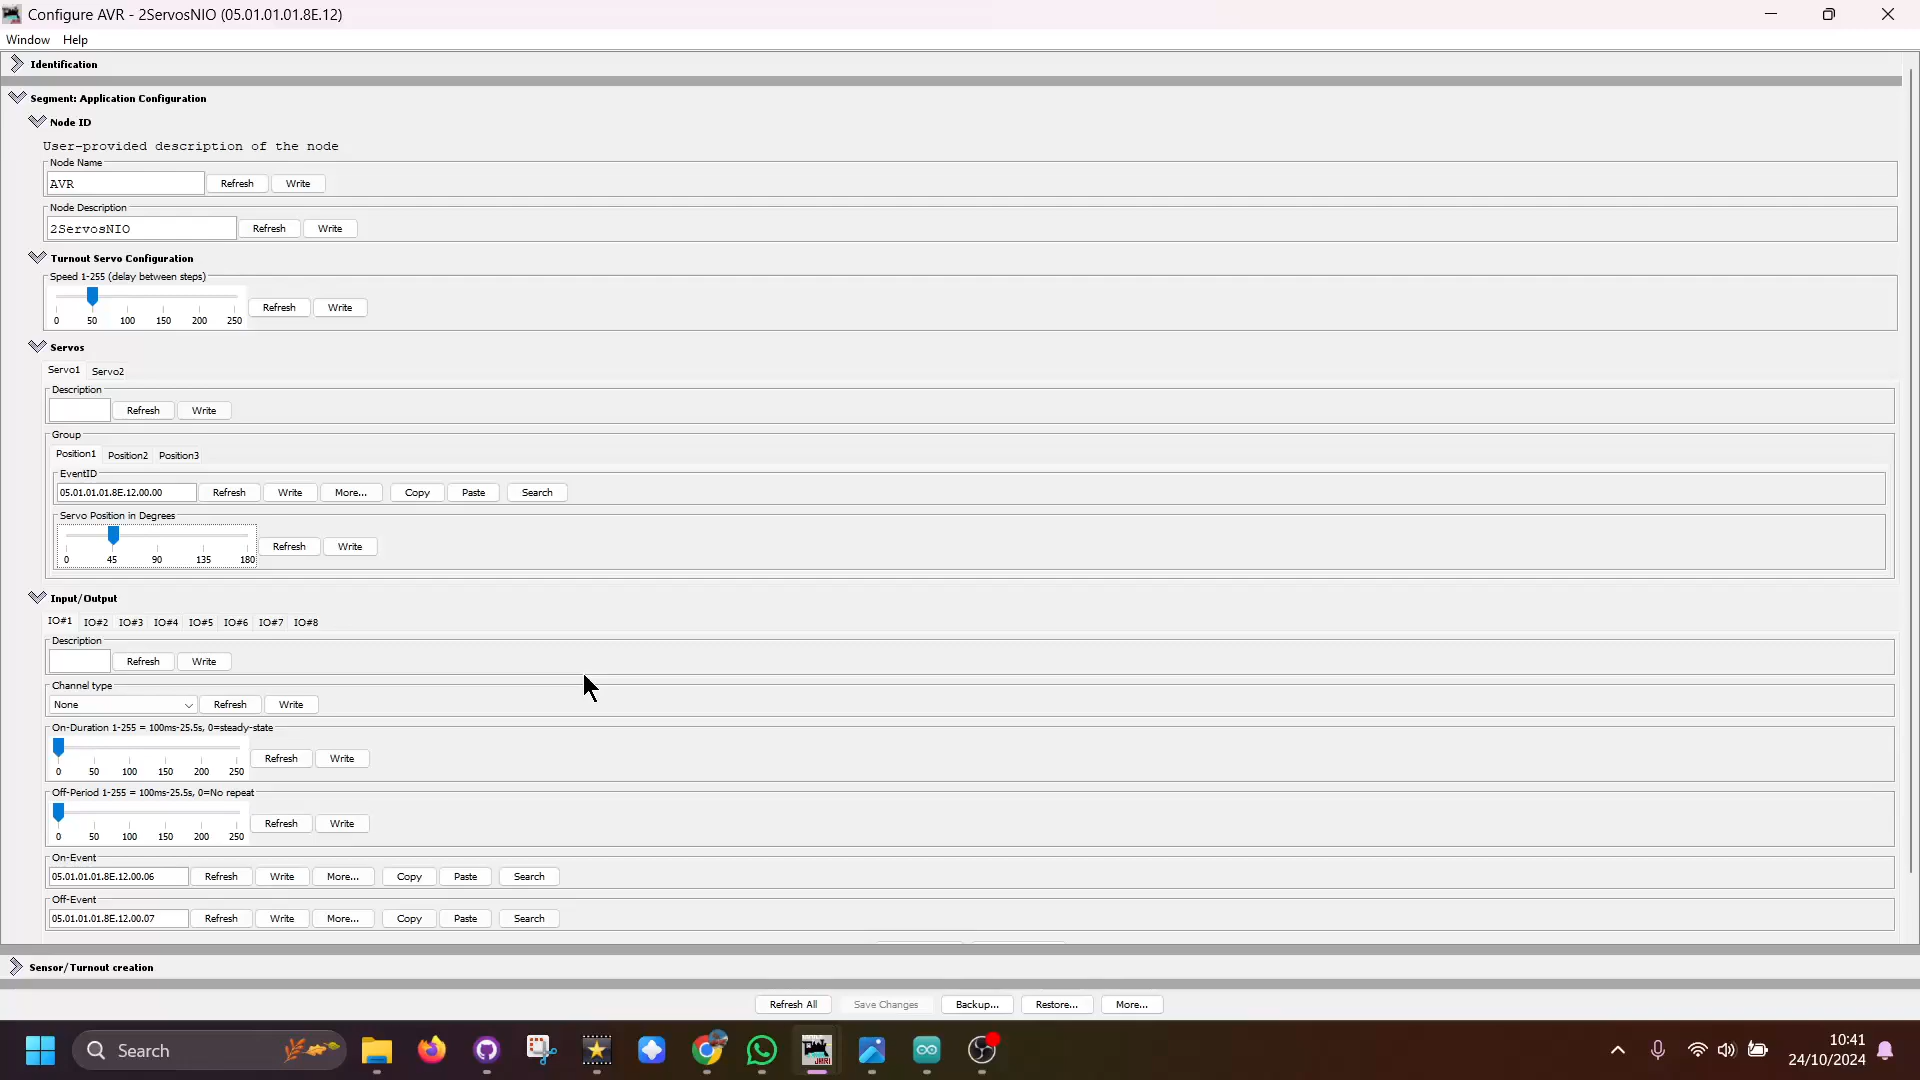 Configure AVR - 2ServosNIO (05.01.01.01.8E.12)
Window Help
Identification
Segment: Application Configuration
Node ID
User-provided description of the node
Node Name
AVR Refresh Write
Node Description
2ServosNIO Refresh Write
Turnout Servo Configuration
Speed 1-255 (delay between steps)
Refresh Write
0 50 100 150 200 250
Servos
Servo1 Servo2
Description
Refresh Write
Group
Position1 Position2 Position3
EventID
05.01.01.01.8E.12.00.00 Refresh Write More... Copy Paste Search
Servo Position in Degrees
Refresh Write
0 45 90 135 180
Input/Output
IO#1 IO#2 IO#3 IO#4 IO#5 IO#6 IO#7 IO#8
Description
Refresh Write
Channel type
None Refresh Write
On-Duration 1-255 = 100ms-25.5s, 0=steady-state
Refresh Write
0 50 100 150 200 250
Off-Period 1-255 = 100ms-25.5s, 0=No repeat
Refresh Write
0 50 100 150 200 250
On-Event
05.01.01.01.8E.12.00.06 Refresh Write More... Copy Paste Search
Off-Event
05.01.01.01.8E.12.00.07 Refresh Write More... Copy Paste Search
Sensor/Turnout creation
Refresh All Save Changes Backup... Restore... More...
Search
JMRI
10:41
24/10/2024